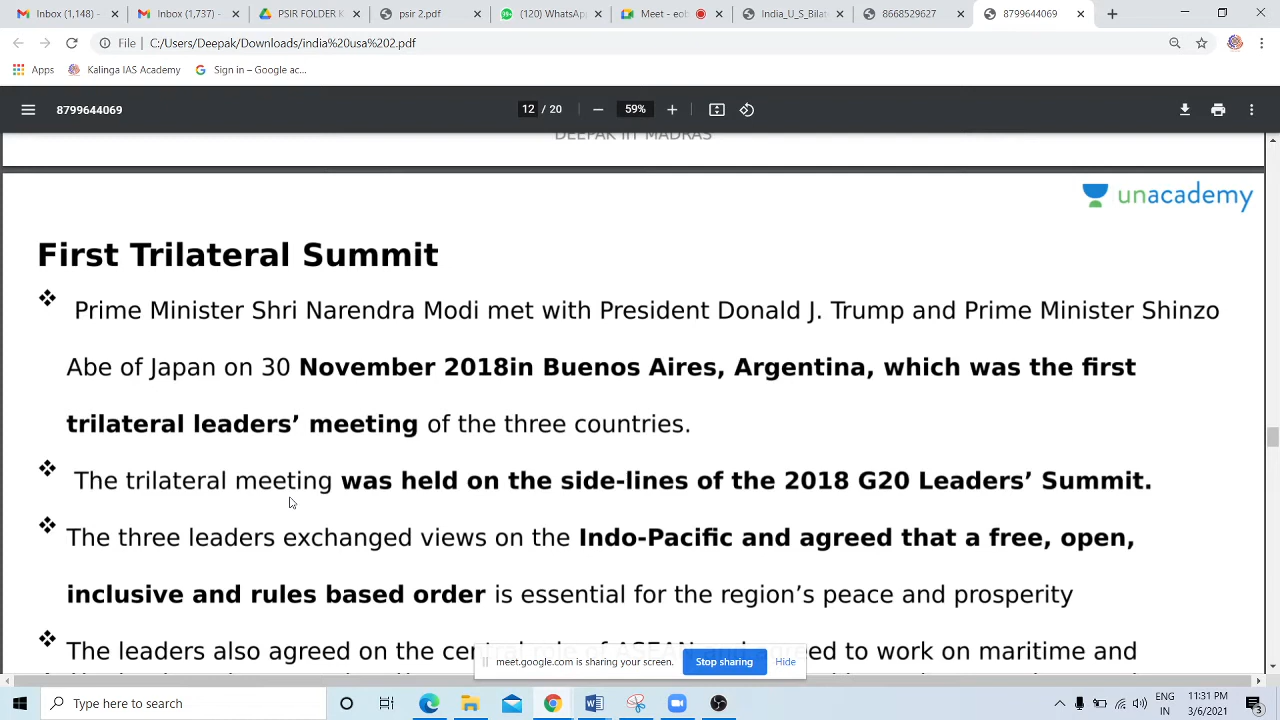 Inbox (1,148) -
Inbox (1,737) -
PSIR FOLDER K
psir 2.pdf
(120) WhatsApp
Meet - eob
India_U_S_Bilat
8668529627
8799644069
File | C:/Users/Deepak/Downloads/india%20usa%202.pdf
Apps Kalinga IAS Academy Sign in – Google ac...
8799644069 12 / 20 59%
DEEPAK IIT MADRAS
unacademy
First Trilateral Summit
❖ Prime Minister Shri Narendra Modi met with President Donald J. Trump and Prime Minister Shinzo
Abe of Japan on 30 November 2018in Buenos Aires, Argentina, which was the first
trilateral leaders’ meeting of the three countries.
❖ The trilateral meeting was held on the side-lines of the 2018 G20 Leaders’ Summit.
❖ The three leaders exchanged views on the Indo-Pacific and agreed that a free, open,
inclusive and rules based order is essential for the region’s peace and prosperity
❖ The leaders also agreed on the central role of ASEAN and agreed to work on maritime and
meet.google.com is sharing your screen. Stop sharing Hide
Type here to search
ENG
IN
11:31 PM
3/6/2021
3